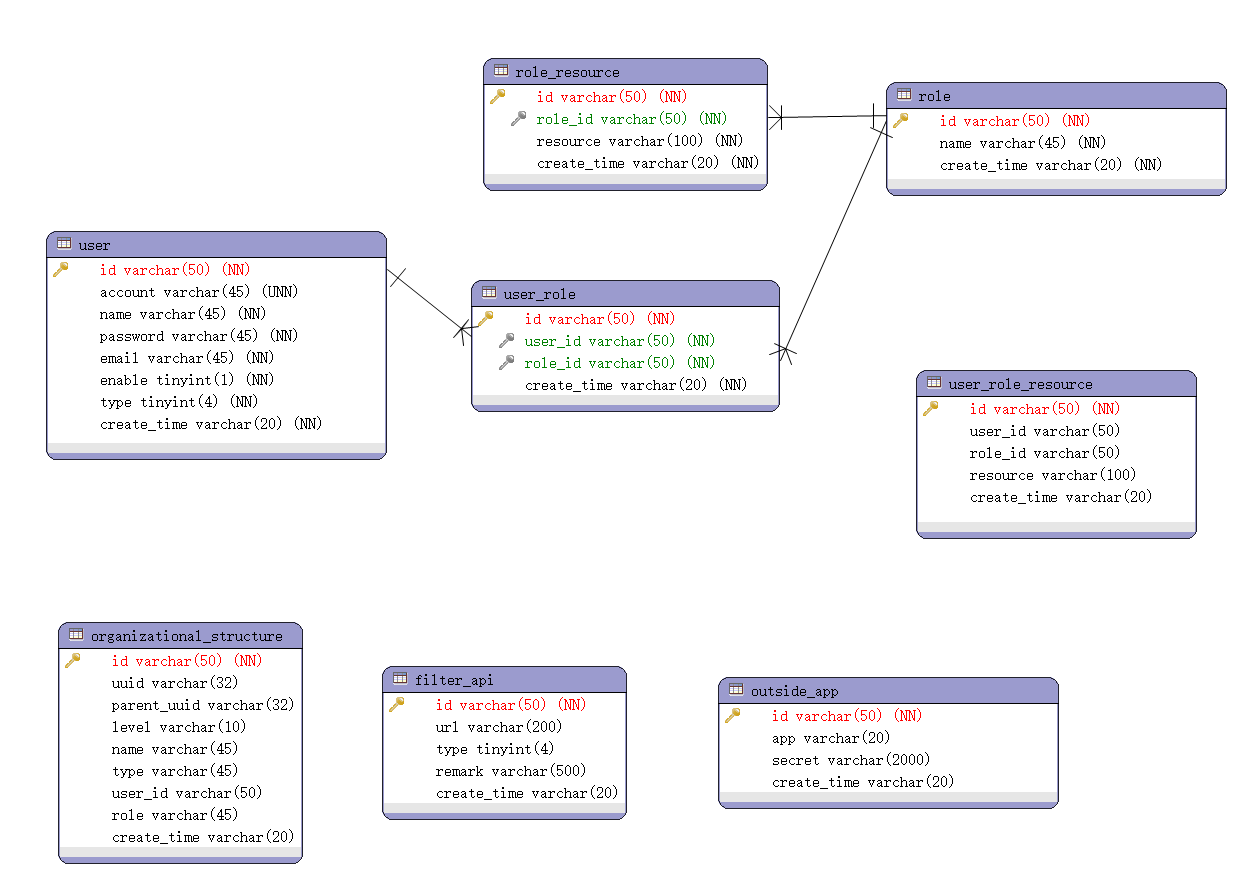 role_resource
id varchar(50) (NN)
role_id varchar(50) (NN)
resource varchar(100) (NN)
create_time varchar(20) (NN)
role
id varchar(50) (NN)
name varchar(45) (NN)
create_time varchar(20) (NN)
user
id varchar(50) (NN)
account varchar(45) (UNN)
name varchar(45) (NN)
password varchar(45) (NN)
email varchar(45) (NN)
enable tinyint(1) (NN)
type tinyint(4) (NN)
create_time varchar(20) (NN)
user_role
id varchar(50) (NN)
user_id varchar(50) (NN)
role_id varchar(50) (NN)
create_time varchar(20) (NN)
user_role_resource
id varchar(50) (NN)
user_id varchar(50)
role_id varchar(50)
resource varchar(100)
create_time varchar(20)
organizational_structure
id varchar(50) (NN)
uuid varchar(32)
parent_uuid varchar(32)
level varchar(10)
name varchar(45)
type varchar(45)
user_id varchar(50)
role varchar(45)
create_time varchar(20)
filter_api
id varchar(50) (NN)
url varchar(200)
type tinyint(4)
remark varchar(500)
create_time varchar(20)
outside_app
id varchar(50) (NN)
app varchar(20)
secret varchar(2000)
create_time varchar(20)